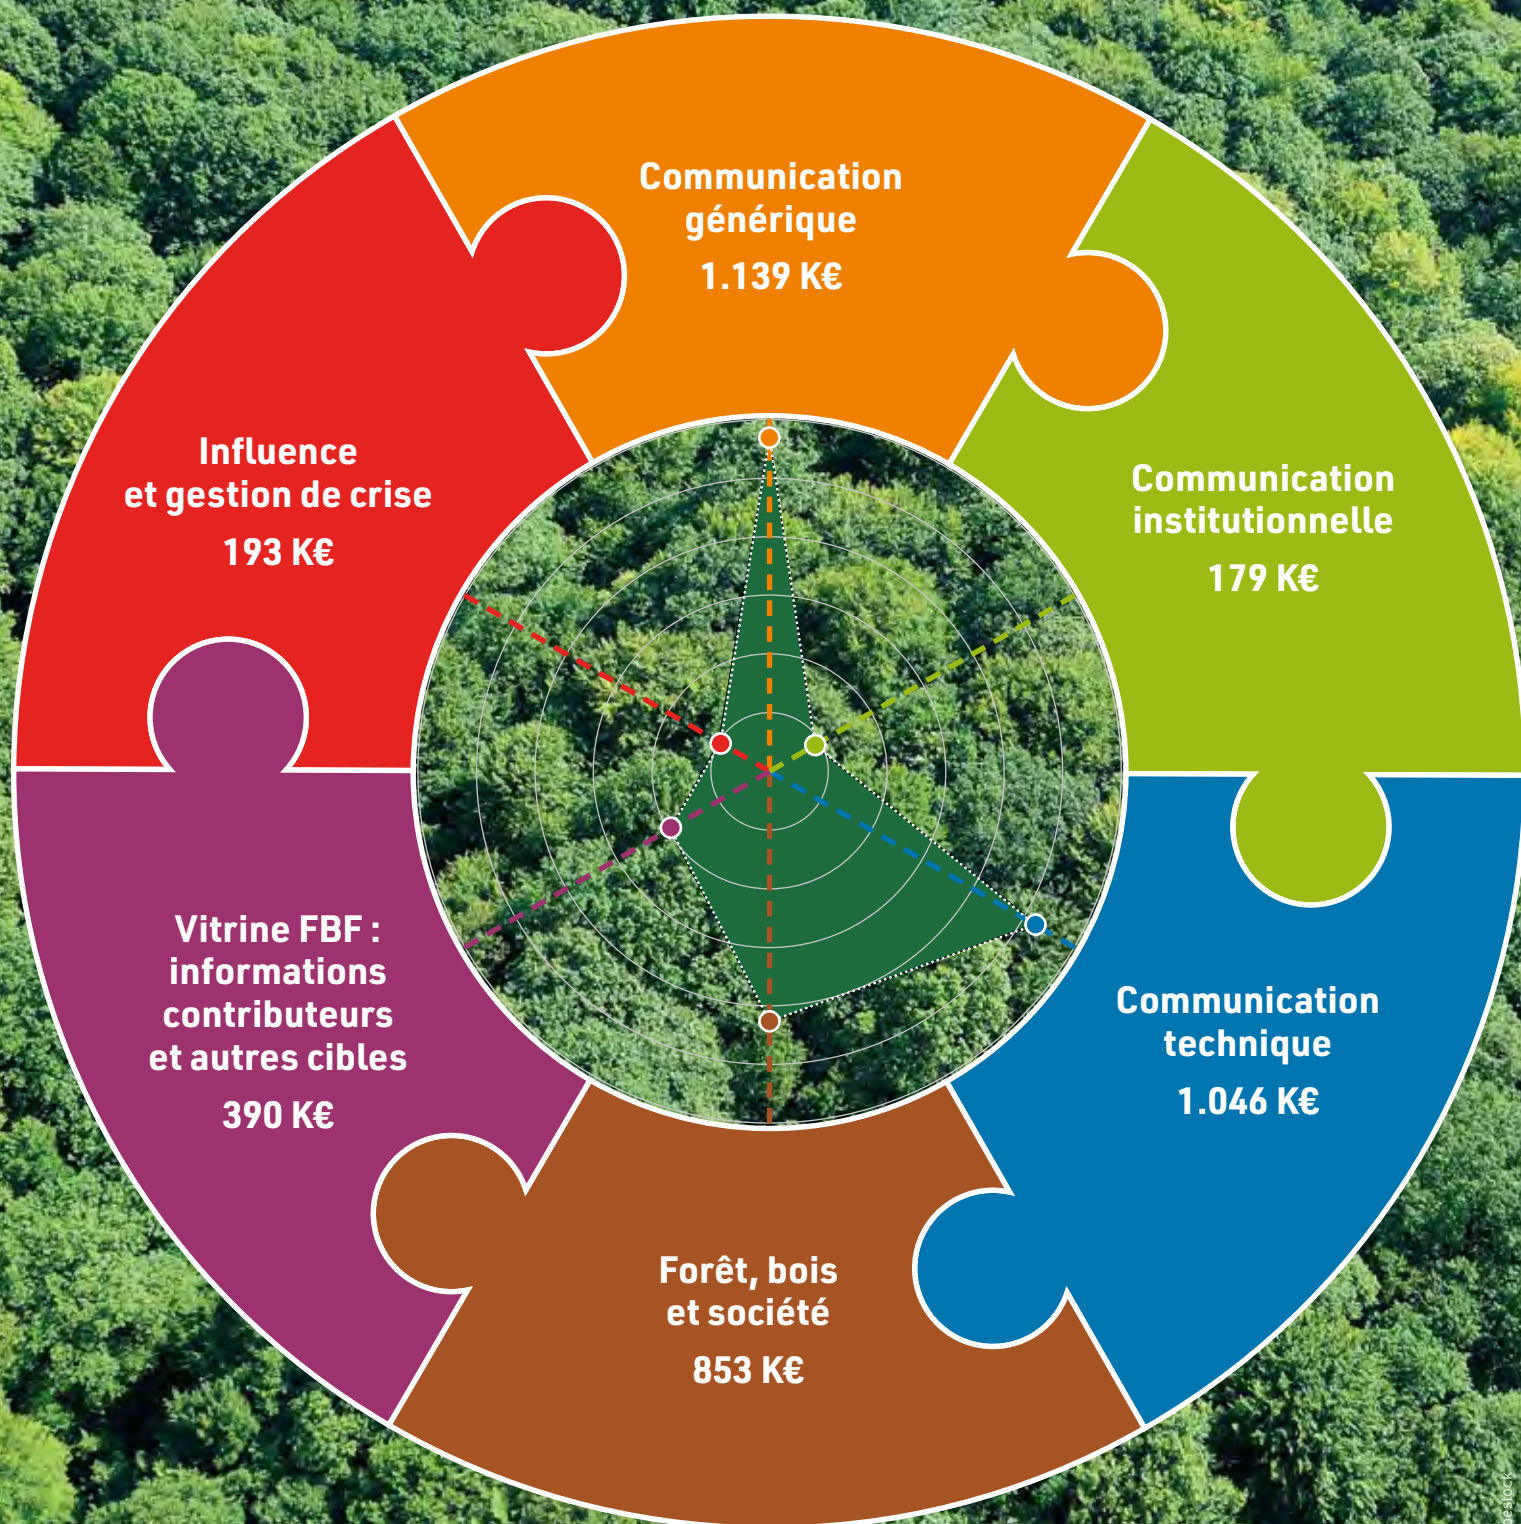 Communication
générique
1.139 K€
Influence
et gestion de crise
193 K€
Communication
institutionnelle
179 K€
Vitrine FBF :
informations
contributeurs
et autres cibles
390 K€
Communication
technique
1.046 K€
Forêt, bois
et société
853 K€